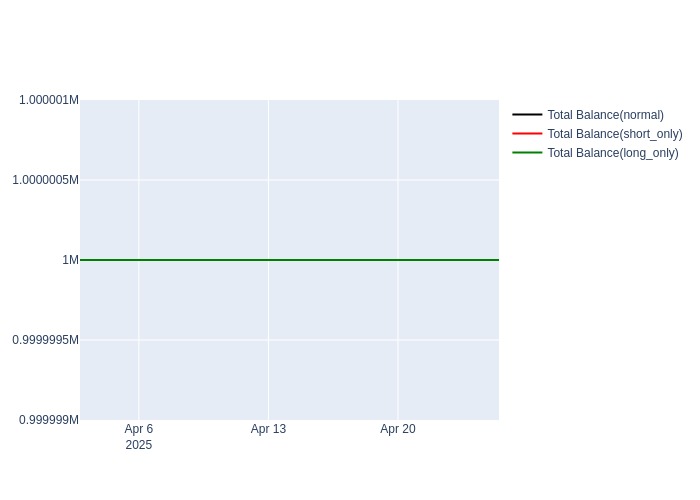 1.000001M
1.0000005M
1M
0.9999995M
0.999999M
Apr 6
2025
Apr 13
Apr 20
Total Balance(normal)
Total Balance(short_only)
Total Balance(long_only)